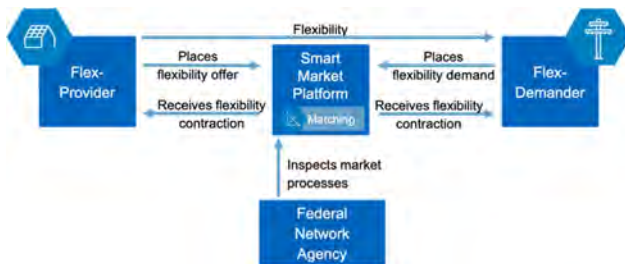 Flexibility
Flex-
Provider
Places
flexibility offer
Receives flexibility
contraction
Smart
Market
Platform
Matching
Places
flexibility demand
Receives flexibility
contraction
Flex-
Demander
Inspects market
processes
Federal
Network
Agency